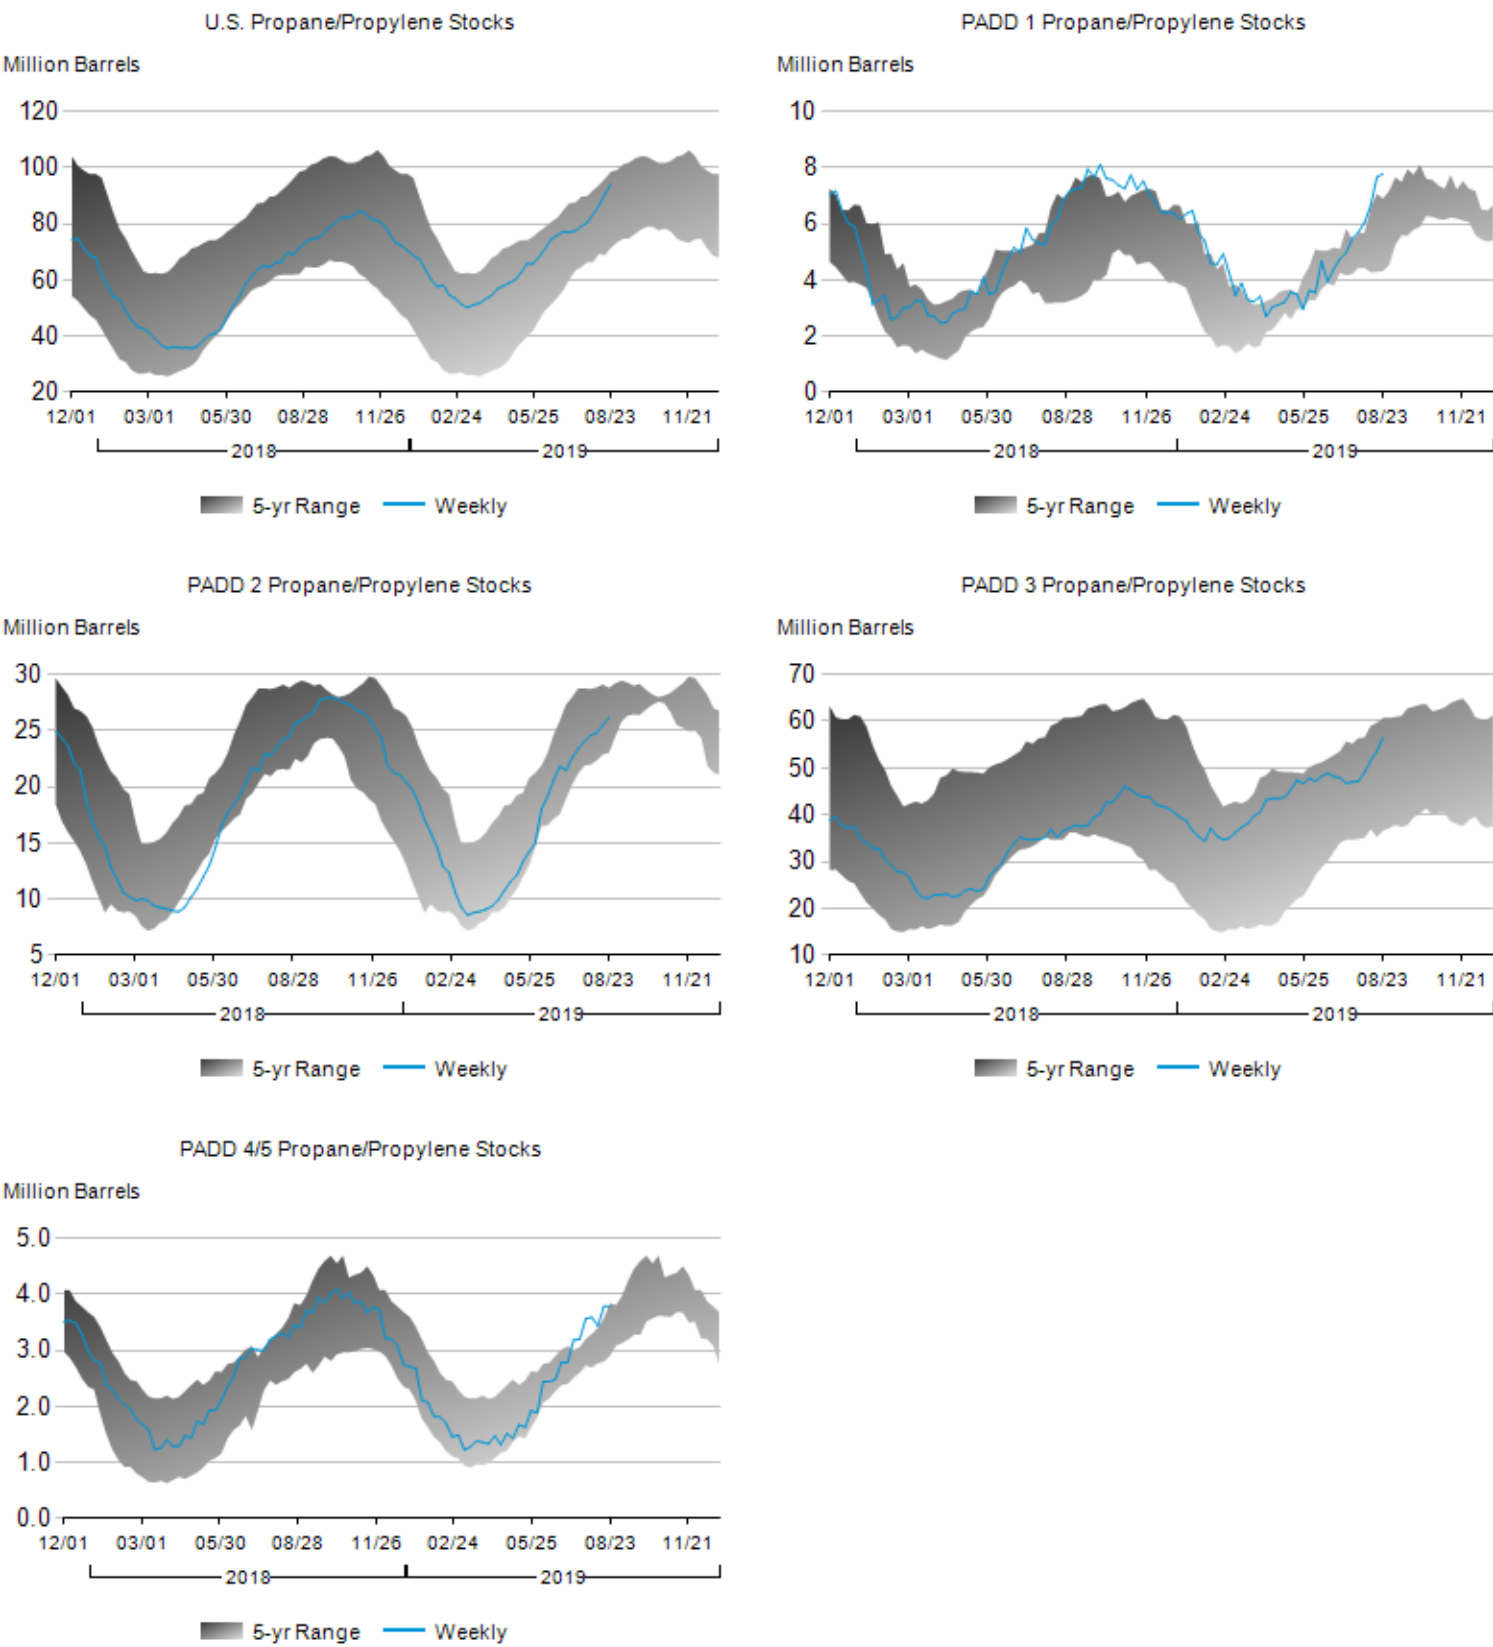 U.S. Propane/Propylene Stocks
Million Barrels
120
100
80
60
40
20
12/01 03/01 05/30 08/28 11/26 02/24 05/25 08/23 11/21
2018 2019
5-yr Range Weekly
PADD 1 Propane/Propylene Stocks
Million Barrels
10
8
6
4
2
0
12/01 03/01 05/30 08/28 11/26 02/24 05/25 08/23 11/21
2018 2019
5-yr Range Weekly
PADD 2 Propane/Propylene Stocks
Million Barrels
30
25
20
15
10
5
12/01 03/01 05/30 08/28 11/26 02/24 05/25 08/23 11/21
2018 2019
5-yr Range Weekly
PADD 3 Propane/Propylene Stocks
Million Barrels
70
60
50
40
30
20
10
12/01 03/01 05/30 08/28 11/26 02/24 05/25 08/23 11/21
2018 2019
5-yr Range Weekly
PADD 4/5 Propane/Propylene Stocks
Million Barrels
5.0
4.0
3.0
2.0
1.0
0.0
12/01 03/01 05/30 08/28 11/26 02/24 05/25 08/23 11/21
2018 2019
5-yr Range Weekly